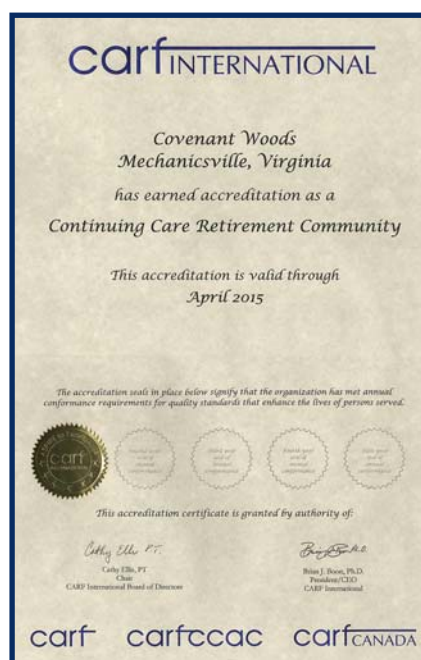 carf INTERNATIONAL
Covenant Woods
Mechanicsville, Virginia
has earned accreditation as a
Continuing Care Retirement Community
This accreditation is valid through
April 2015
The accreditation seals in place below signify that the organization has met annual
conformance requirements for quality standards that enhance the lives of persons served.
carf
This accreditation certificate is granted by authority of:
Cathy Ellis, PT
Chair
CARF International Board of Directors
Brian J. Boon, Ph.D.
President/CEO
CARF International
carf carfccac carf CANADA